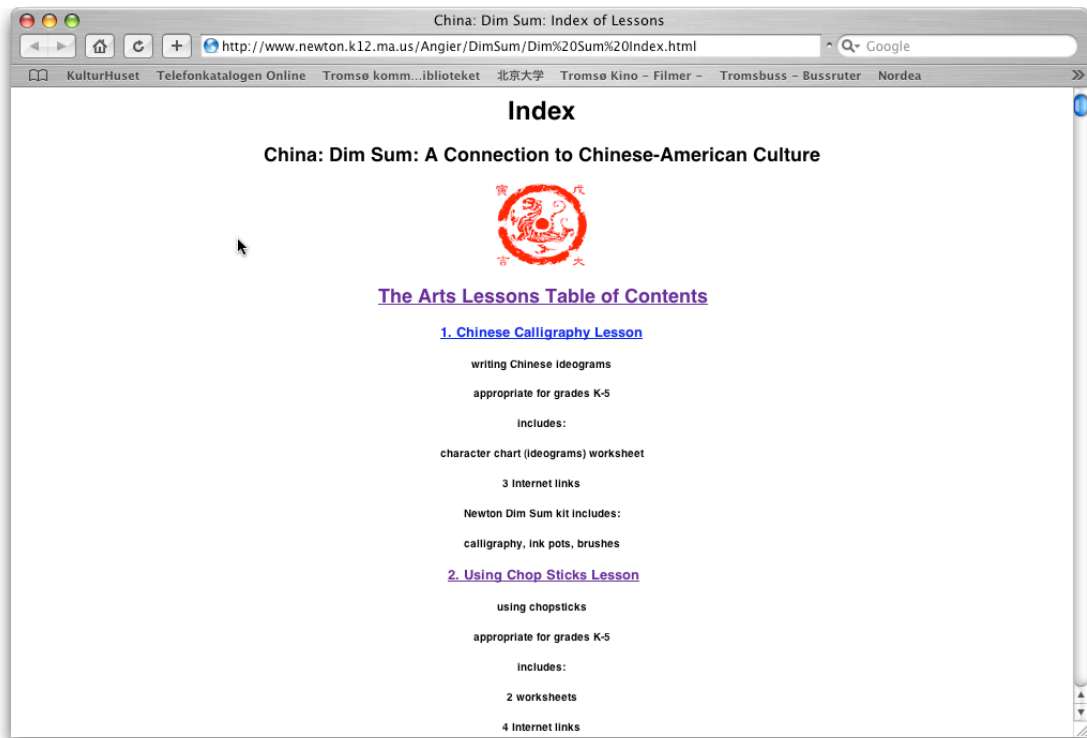 China: Dim Sum: Index of Lessons
http://www.newton.k12.ma.us/Angier/DimSum/Dim%20Sum%20Index.html
Google
KulturHuset Telefonkatalogen Online Tromsø komm...iblioteket 北京大学 Tromsø Kino – Filmer – Tromsbuss – Bussruter Nordea
Index
China: Dim Sum: A Connection to Chinese-American Culture
寅 戊
言 大
The Arts Lessons Table of Contents
1. Chinese Calligraphy Lesson
writing Chinese ideograms
appropriate for grades K-5
includes:
character chart (ideograms) worksheet
3 Internet links
Newton Dim Sum kit includes:
calligraphy, ink pots, brushes
2. Using Chop Sticks Lesson
using chopsticks
appropriate for grades K-5
includes:
2 worksheets
4 Internet links